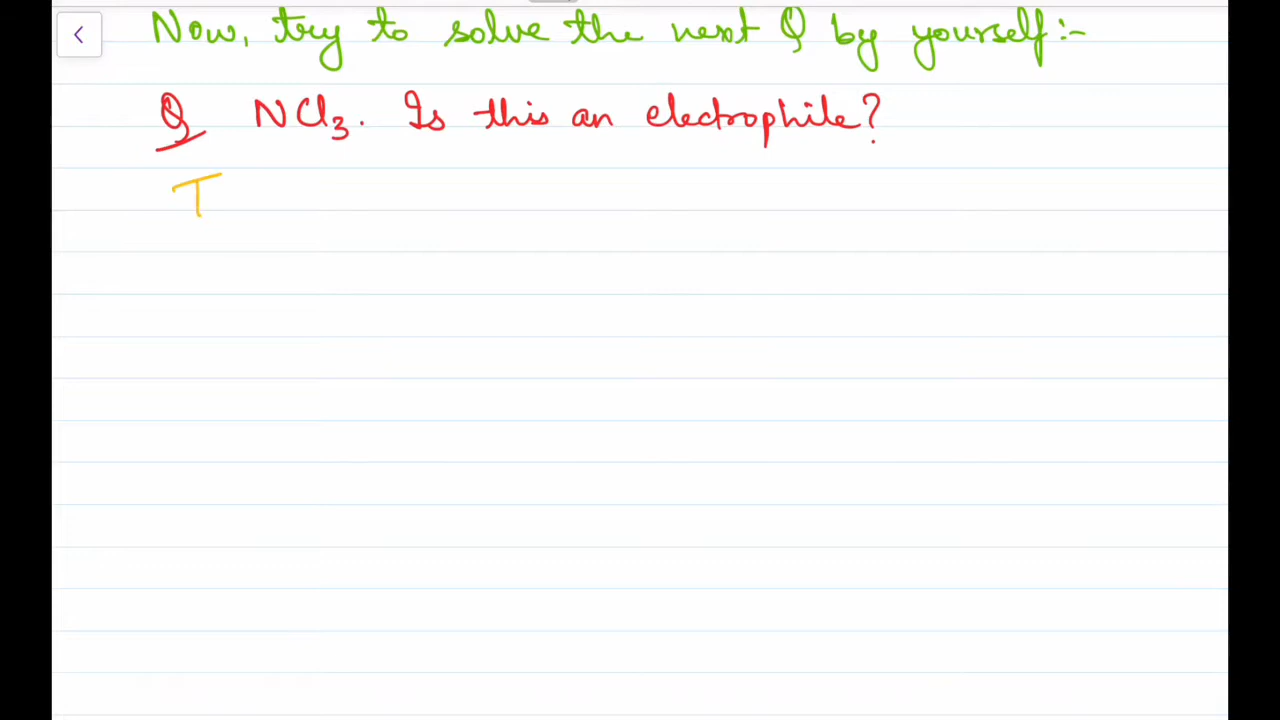 Now, try to solve the next Q by yourself :-
Q NCl3. Is this an electrophile?
T